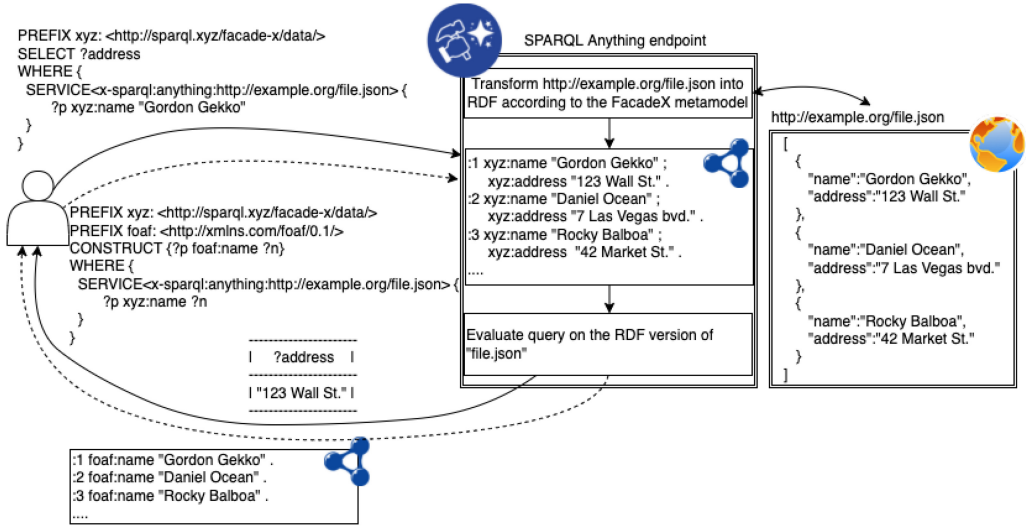 PREFIX xyz: <http://sparql.xyz/facade-x/data/>
SELECT ?address
WHERE {
SERVICE<x-sparql:anything:http://example.org/file.json> {
?p xyz:name "Gordon Gekko"
}
}
PREFIX xyz: <http://sparql.xyz/facade-x/data/>
PREFIX foaf: <http://xmlns.com/foaf/0.1/>
CONSTRUCT {?p foaf:name ?n}
WHERE {
SERVICE<x-sparql:anything:http://example.org/file.json> {
?p xyz:name ?n
}
}
-----------------------
| ?address |
-----------------------
| "123 Wall St." |
-----------------------
:1 foaf:name "Gordon Gekko" .
:2 foaf:name "Daniel Ocean" .
:3 foaf:name "Rocky Balboa" .
....
SPARQL Anything endpoint
Transform http://example.org/file.json into
RDF according to the FacadeX metamodel
:1 xyz:name "Gordon Gekko" ;
xyz:address "123 Wall St." .
:2 xyz:name "Daniel Ocean" ;
xyz:address "7 Las Vegas bvd." .
:3 xyz:name "Rocky Balboa" ;
xyz:address "42 Market St." .
....
Evaluate query on the RDF version of
"file.json"
http://example.org/file.json
[
{
"name":"Gordon Gekko",
"address":"123 Wall St."
},
{
"name":"Daniel Ocean",
"address":"7 Las Vegas bvd."
},
{
"name":"Rocky Balboa",
"address":"42 Market St."
}
]